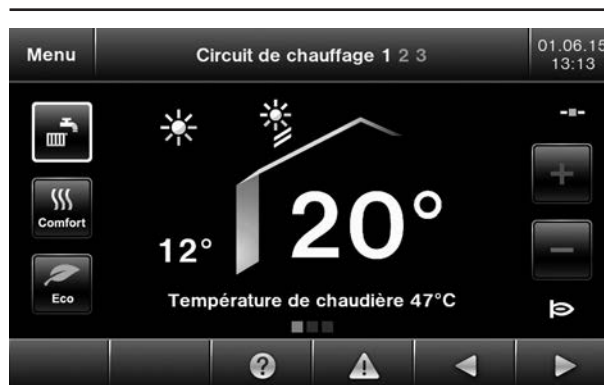 Menu
Circuit de chauffage 1 2 3
01.06.15
13:13
Comfort
Eco
12°
20°
Température de chaudière 47°C